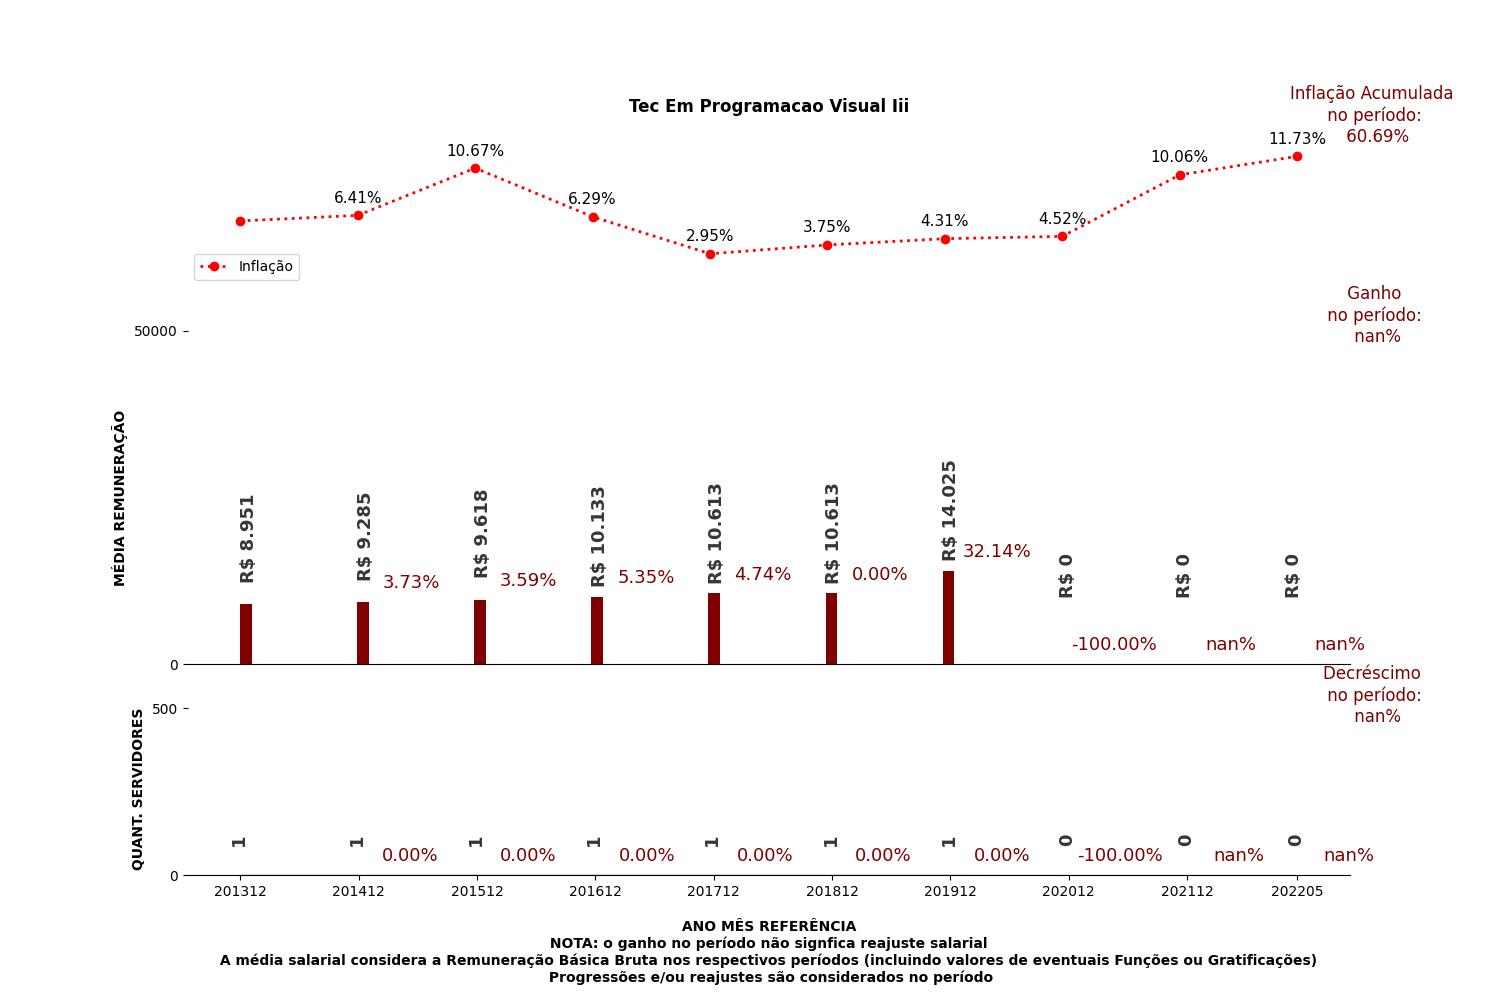 Tec Em Programacao Visual Iii
Inflação Acumulada
no período:
60.69%
6.41%
10.67%
6.29%
2.95%
3.75%
4.31%
4.52%
10.06%
11.73%
Inflação
Ganho
no período:
nan%
50000
0
MÉDIA REMUNERAÇÃO
R$ 8.951
R$ 9.285
R$ 9.618
R$ 10.133
R$ 10.613
R$ 10.613
R$ 14.025
R$ 0
R$ 0
R$ 0
3.73%
3.59%
5.35%
4.74%
0.00%
32.14%
-100.00%
nan%
nan%
Decréscimo
no período:
nan%
500
0
QUANT. SERVIDORES
1
1
1
1
1
1
1
0
0
0
0.00%
0.00%
0.00%
0.00%
0.00%
0.00%
-100.00%
nan%
nan%
201312
201412
201512
201612
201712
201812
201912
202012
202112
202205
ANO MÊS REFERÊNCIA
NOTA: o ganho no período não signfica reajuste salarial
A média salarial considera a Remuneração Básica Bruta nos respectivos períodos (incluindo valores de eventuais Funções ou Gratificações)
Progressões e/ou reajustes são considerados no período